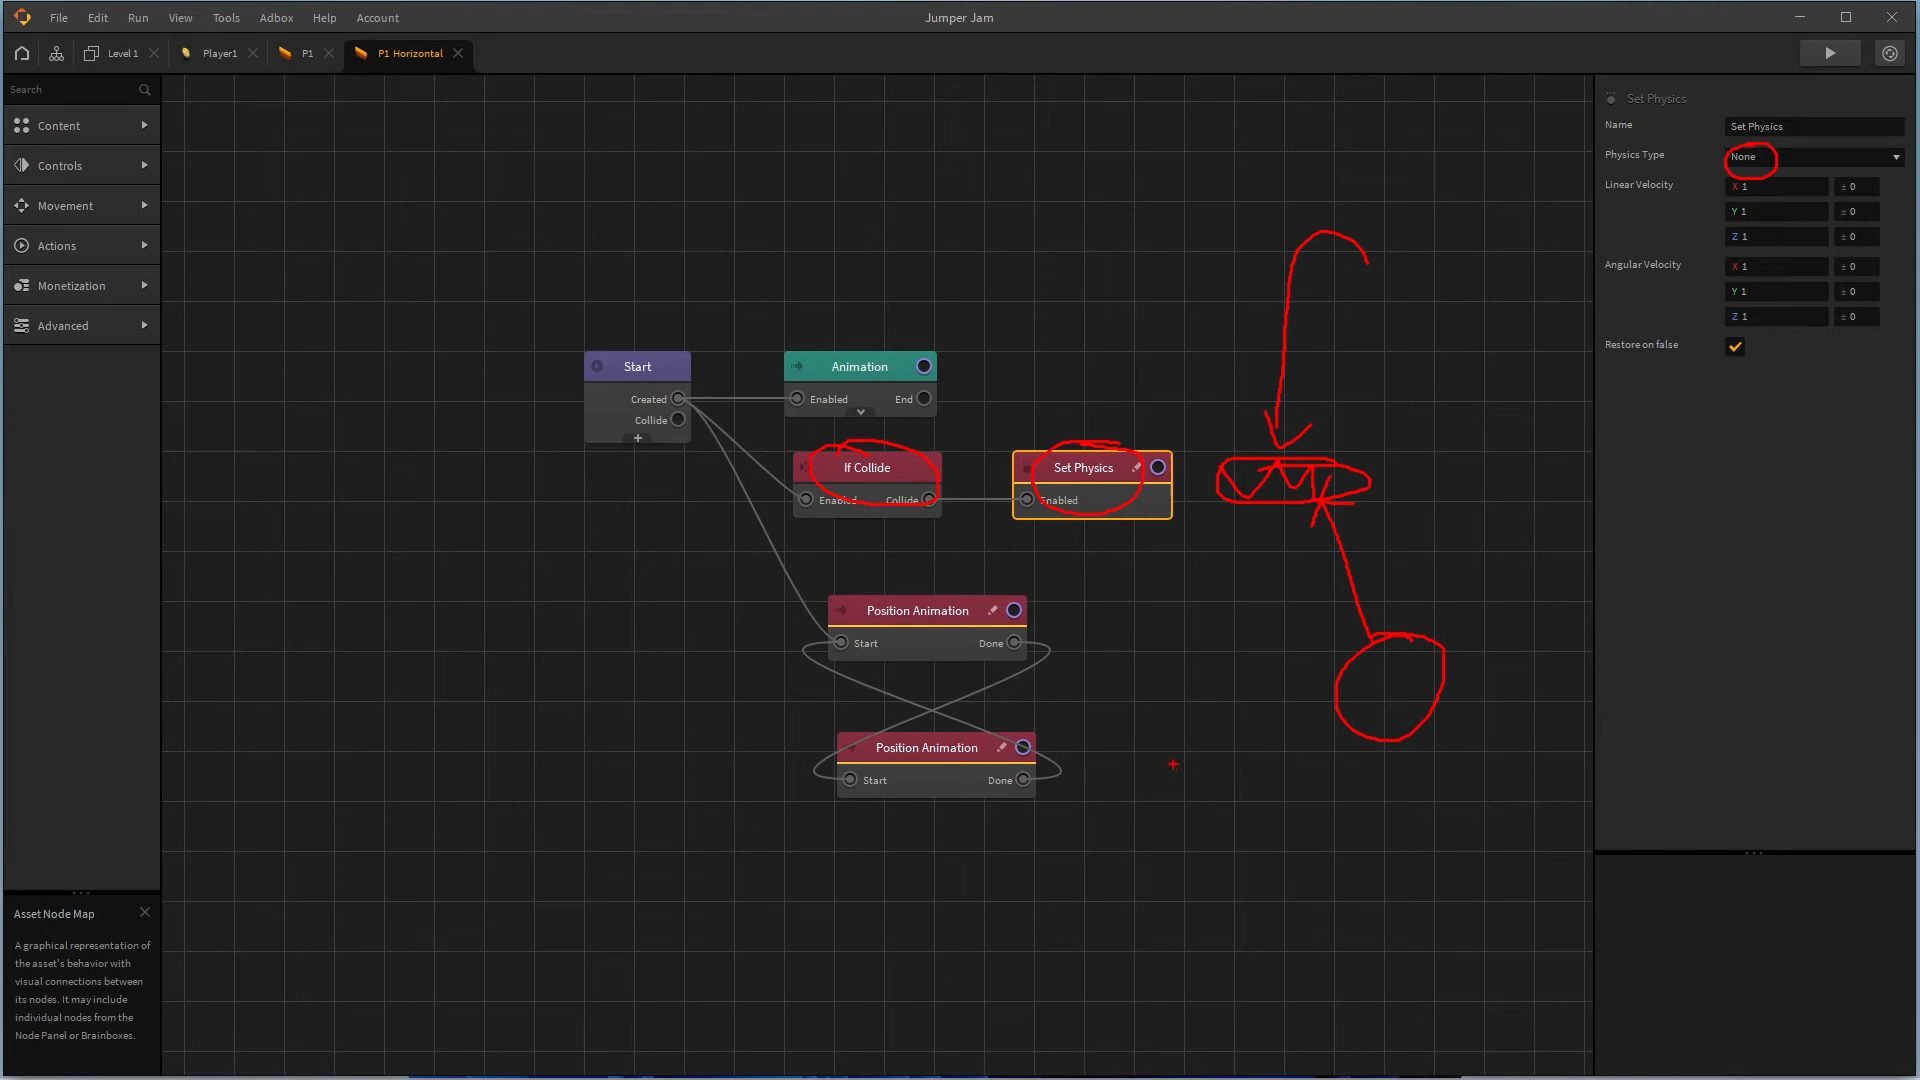 File Edit Run View Tools Adbox Help Account
Jumper Jam
Level 1
Player1
P1
P1 Horizontal
Search
Content
Controls
Movement
Actions
Monetization
Advanced
Start
Created
Collide
+
Animation
Enabled End
If Collide
Enabled Collide
Set Physics
Enabled
Position Animation
Start Done
Position Animation
Start Done
Asset Node Map
A graphical representation of
the asset's behavior with
visual connections between
its nodes. It may include
individual nodes from the
Node Panel or Brainboxes.
Set Physics
Name Set Physics
Physics Type None
Linear Velocity X 1 ± 0
Y 1 ± 0
Z 1 ± 0
Angular Velocity X 1 ± 0
Y 1 ± 0
Z 1 ± 0
Restore on false